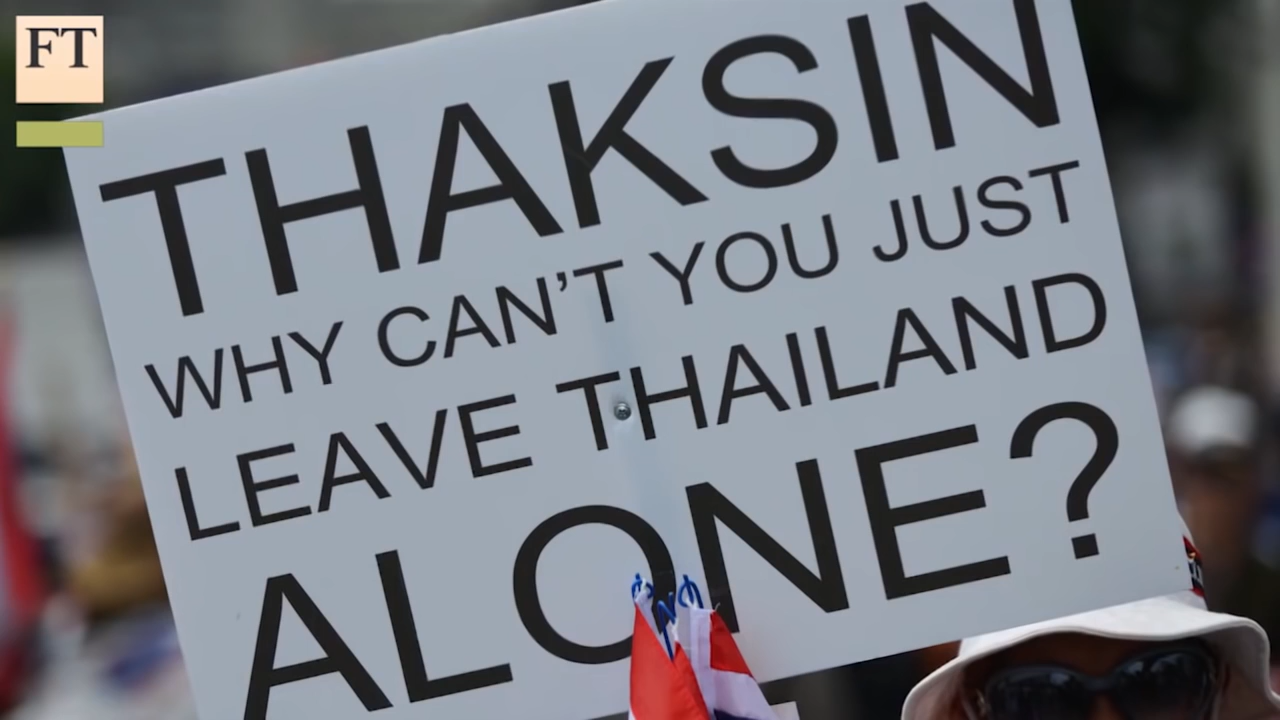 FT
THAKSIN
WHY CAN'T YOU JUST
LEAVE THAILAND
ALONE?